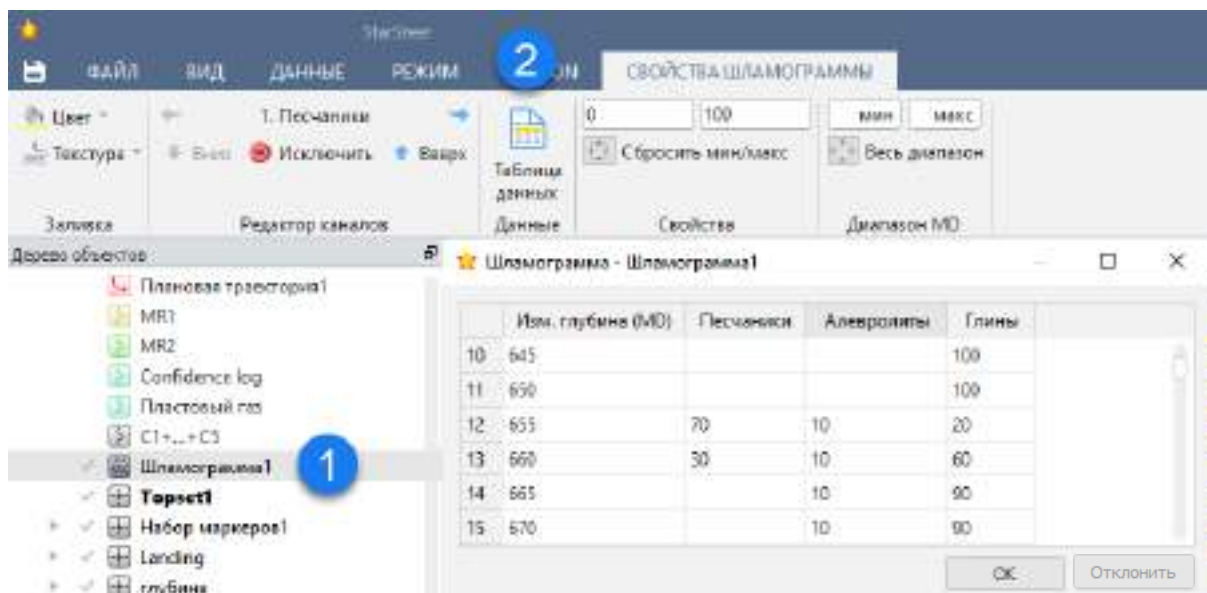 Starsteer
ФАЙЛ ВИД ДАННЫЕ РЕЖИМ 2 ON СВОЙСТВА ШЛАМОГРАММЫ
Цвет 1. Песчаники 0 100 мин макс
Текстура Вниз Исключить Вверх Таблица данных Сбросить мин/макс Весь диапазон
Заливка Редактор каналов Данные Свойства Диапазон MD
Дерево объектов
Шламограмма - Шламограмма1
Плановая траектория1
MR1
MR2
Confidence log
Пластовый газ
C1+...+C5
Шламограмма1 1
Topset1
Набор маркеров1
Landing
глубина
Изм. глубина (MD) Песчаники Алевролиты Глины
10 645 100
11 650 100
12 655 70 10 20
13 660 30 10 60
14 665 10 90
15 670 10 90
OK Отклонить